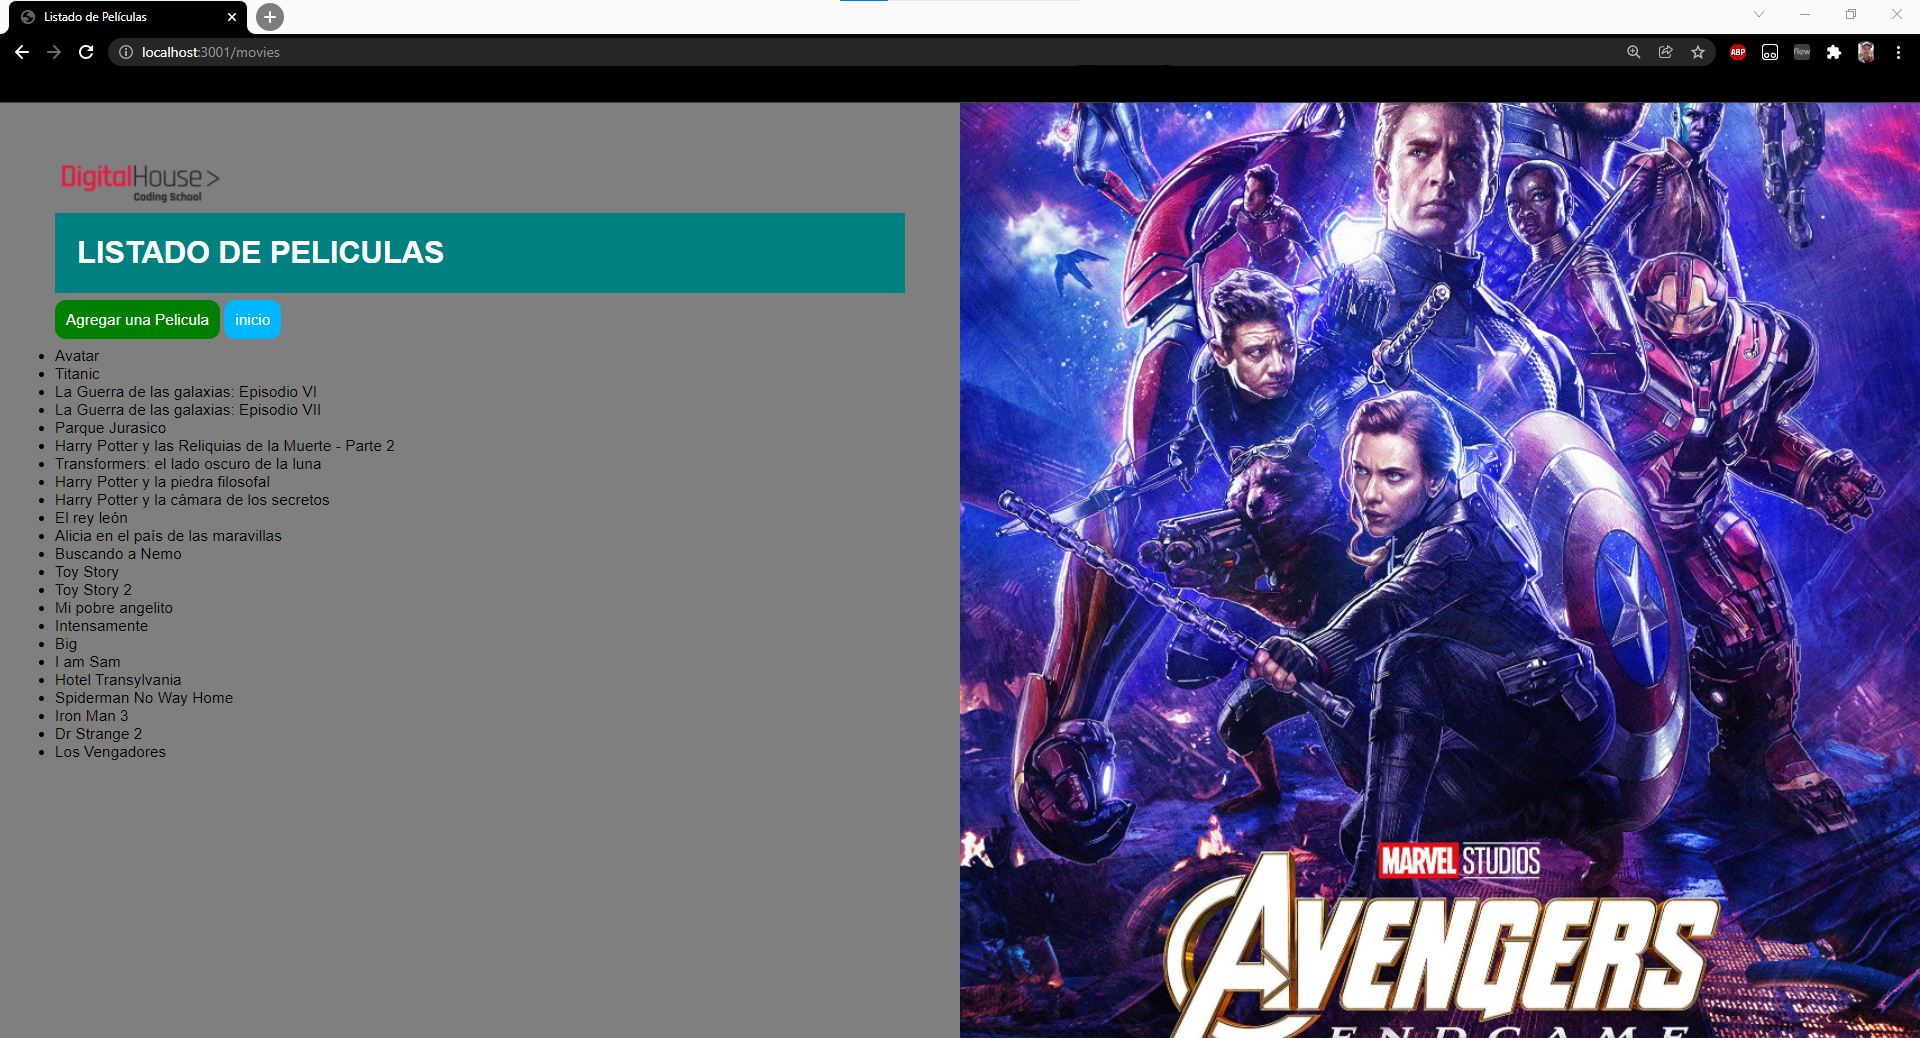 Listado de Películas
localhost:3001/movies
ABP
flow
DigitalHouse>
Coding School
LISTADO DE PELICULAS
Agregar una Pelicula
inicio
Avatar
Titanic
La Guerra de las galaxias: Episodio VI
La Guerra de las galaxias: Episodio VII
Parque Jurasico
Harry Potter y las Reliquias de la Muerte - Parte 2
Transformers: el lado oscuro de la luna
Harry Potter y la piedra filosofal
Harry Potter y la cámara de los secretos
El rey león
Alicia en el país de las maravillas
Buscando a Nemo
Toy Story
Toy Story 2
Mi pobre angelito
Intensamente
Big
I am Sam
Hotel Transylvania
Spiderman No Way Home
Iron Man 3
Dr Strange 2
Los Vengadores
MARVEL STUDIOS
AVENGERS
ENDGAME